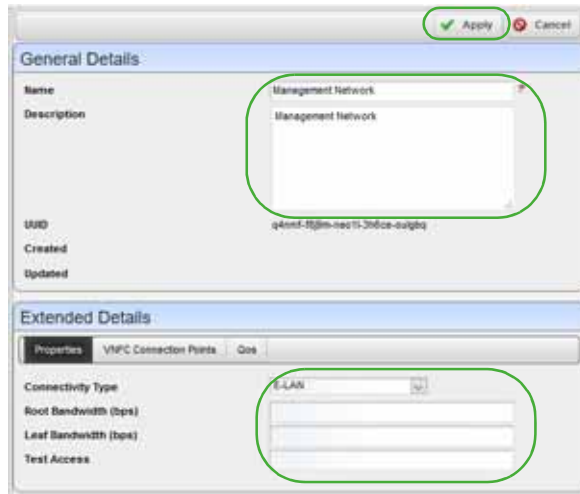 Apply Cancel
General Details
Name Management Network *
Description Management Network
UUID
Created
Updated
Extended Details
Properties VNFC Connection Points Qos
Connectivity Type E-LAN
Root Bandwidth (bps)
Leaf Bandwidth (bps)
Test Access